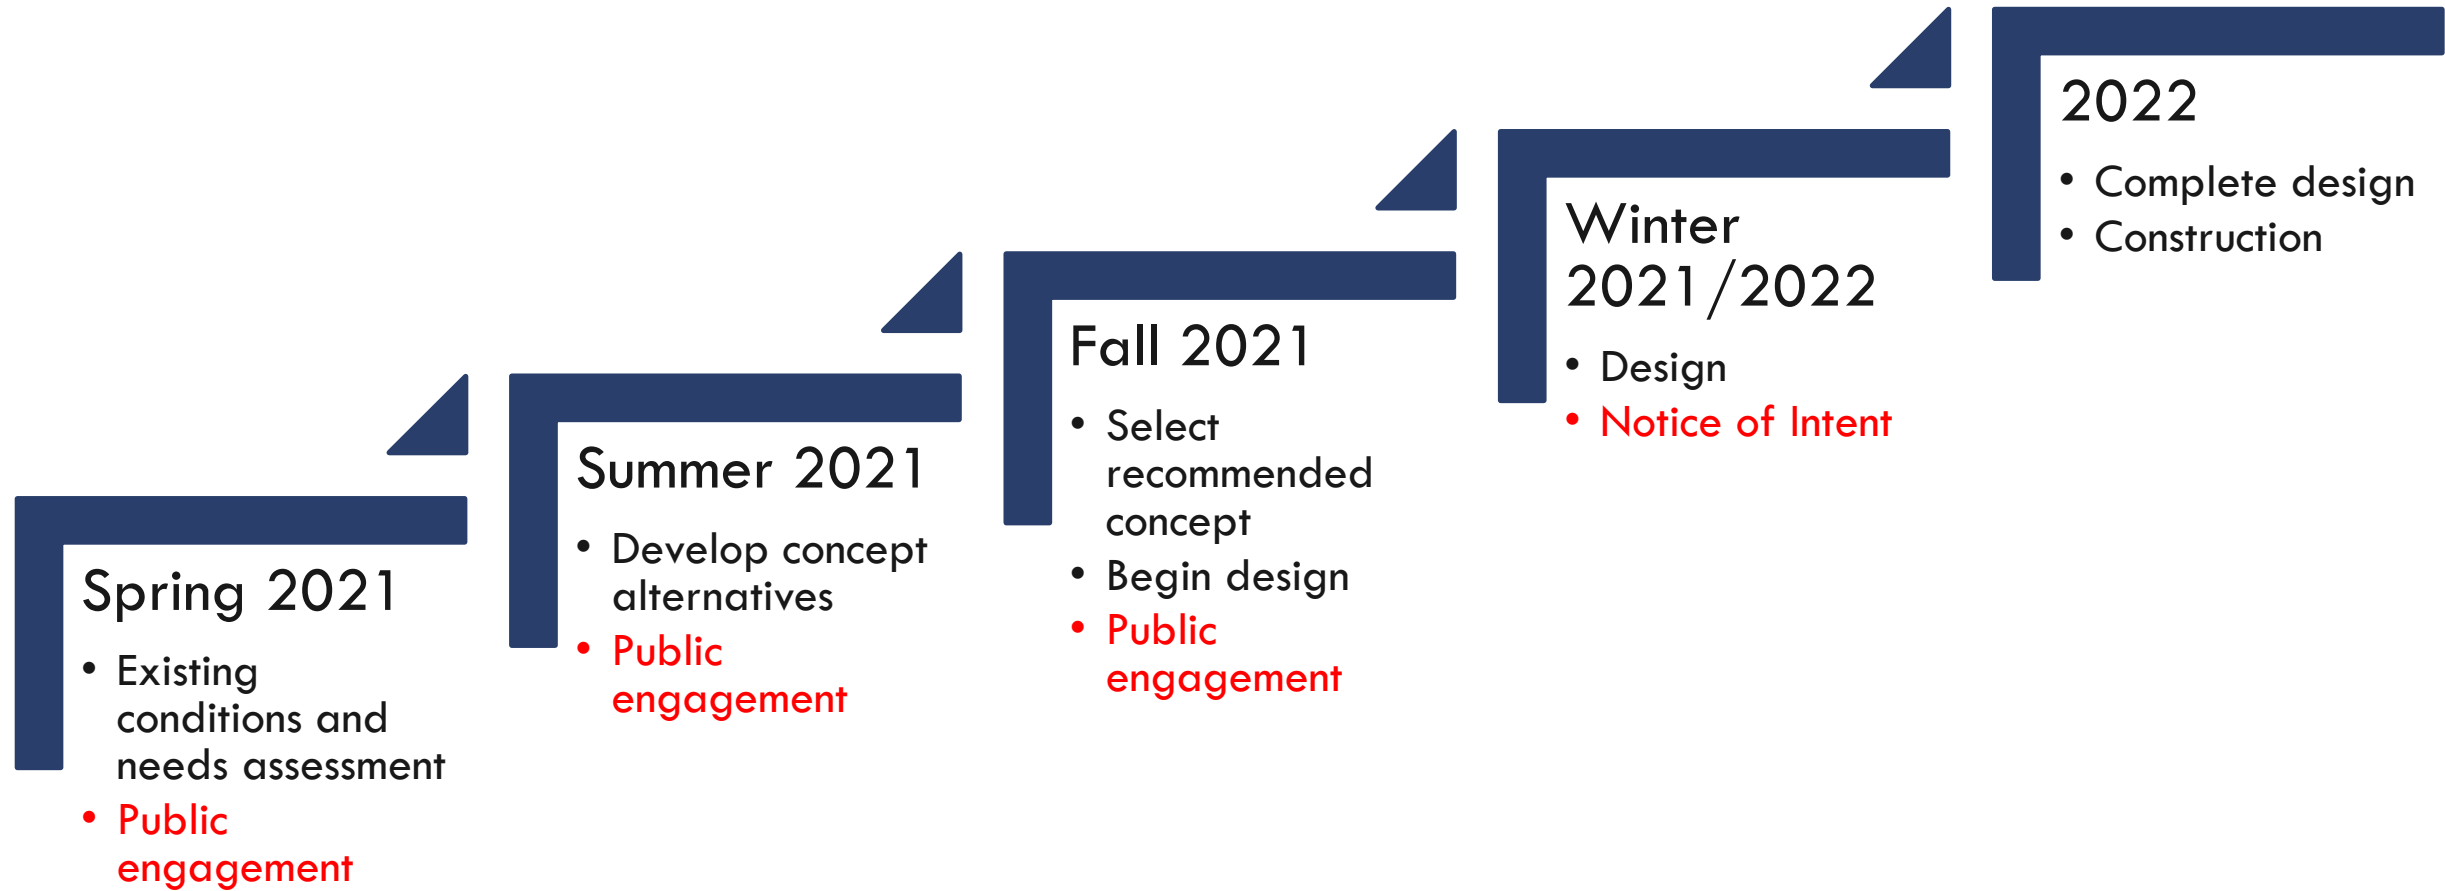 Spring 2021
• Existing
conditions and
needs assessment
• Public
engagement
Summer 2021
• Develop concept
alternatives
• Public
engagement
Fall 2021
• Select
recommended
concept
• Begin design
• Public
engagement
Winter
2021/2022
• Design
• Notice of Intent
2022
• Complete design
• Construction